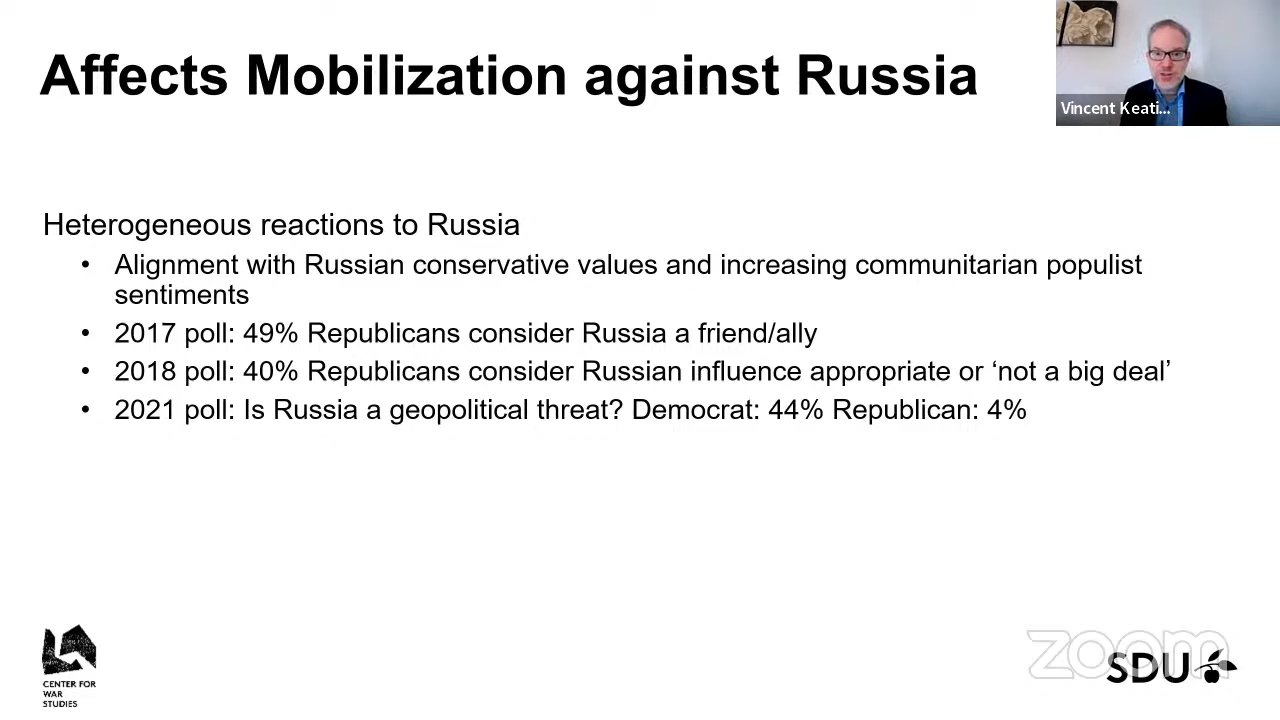 Affects Mobilization against Russia
Vincent Keati...
Heterogeneous reactions to Russia
• Alignment with Russian conservative values and increasing communitarian populist
sentiments
• 2017 poll: 49% Republicans consider Russia a friend/ally
• 2018 poll: 40% Republicans consider Russian influence appropriate or ‘not a big deal’
• 2021 poll: Is Russia a geopolitical threat? Democrat: 44% Republican: 4%
CENTER FOR
WAR
STUDIES
zoom
SDU